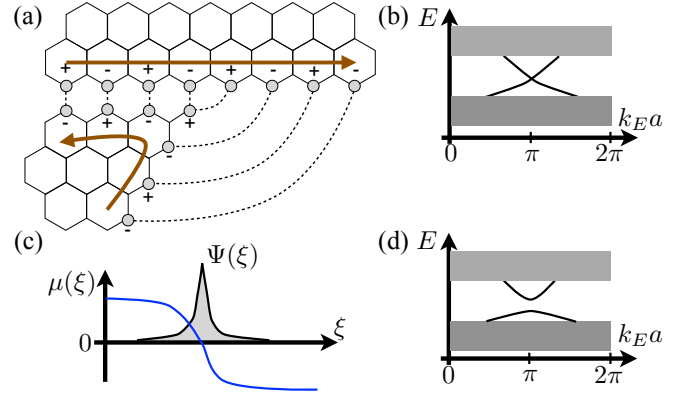 (a)
+ - + - + - + -
- + - +
-
+
-
(b)
E
k_E a
0 π 2π
(c)
Ψ(ξ)
μ(ξ)
0
ξ
(d)
E
k_E a
0 π 2π